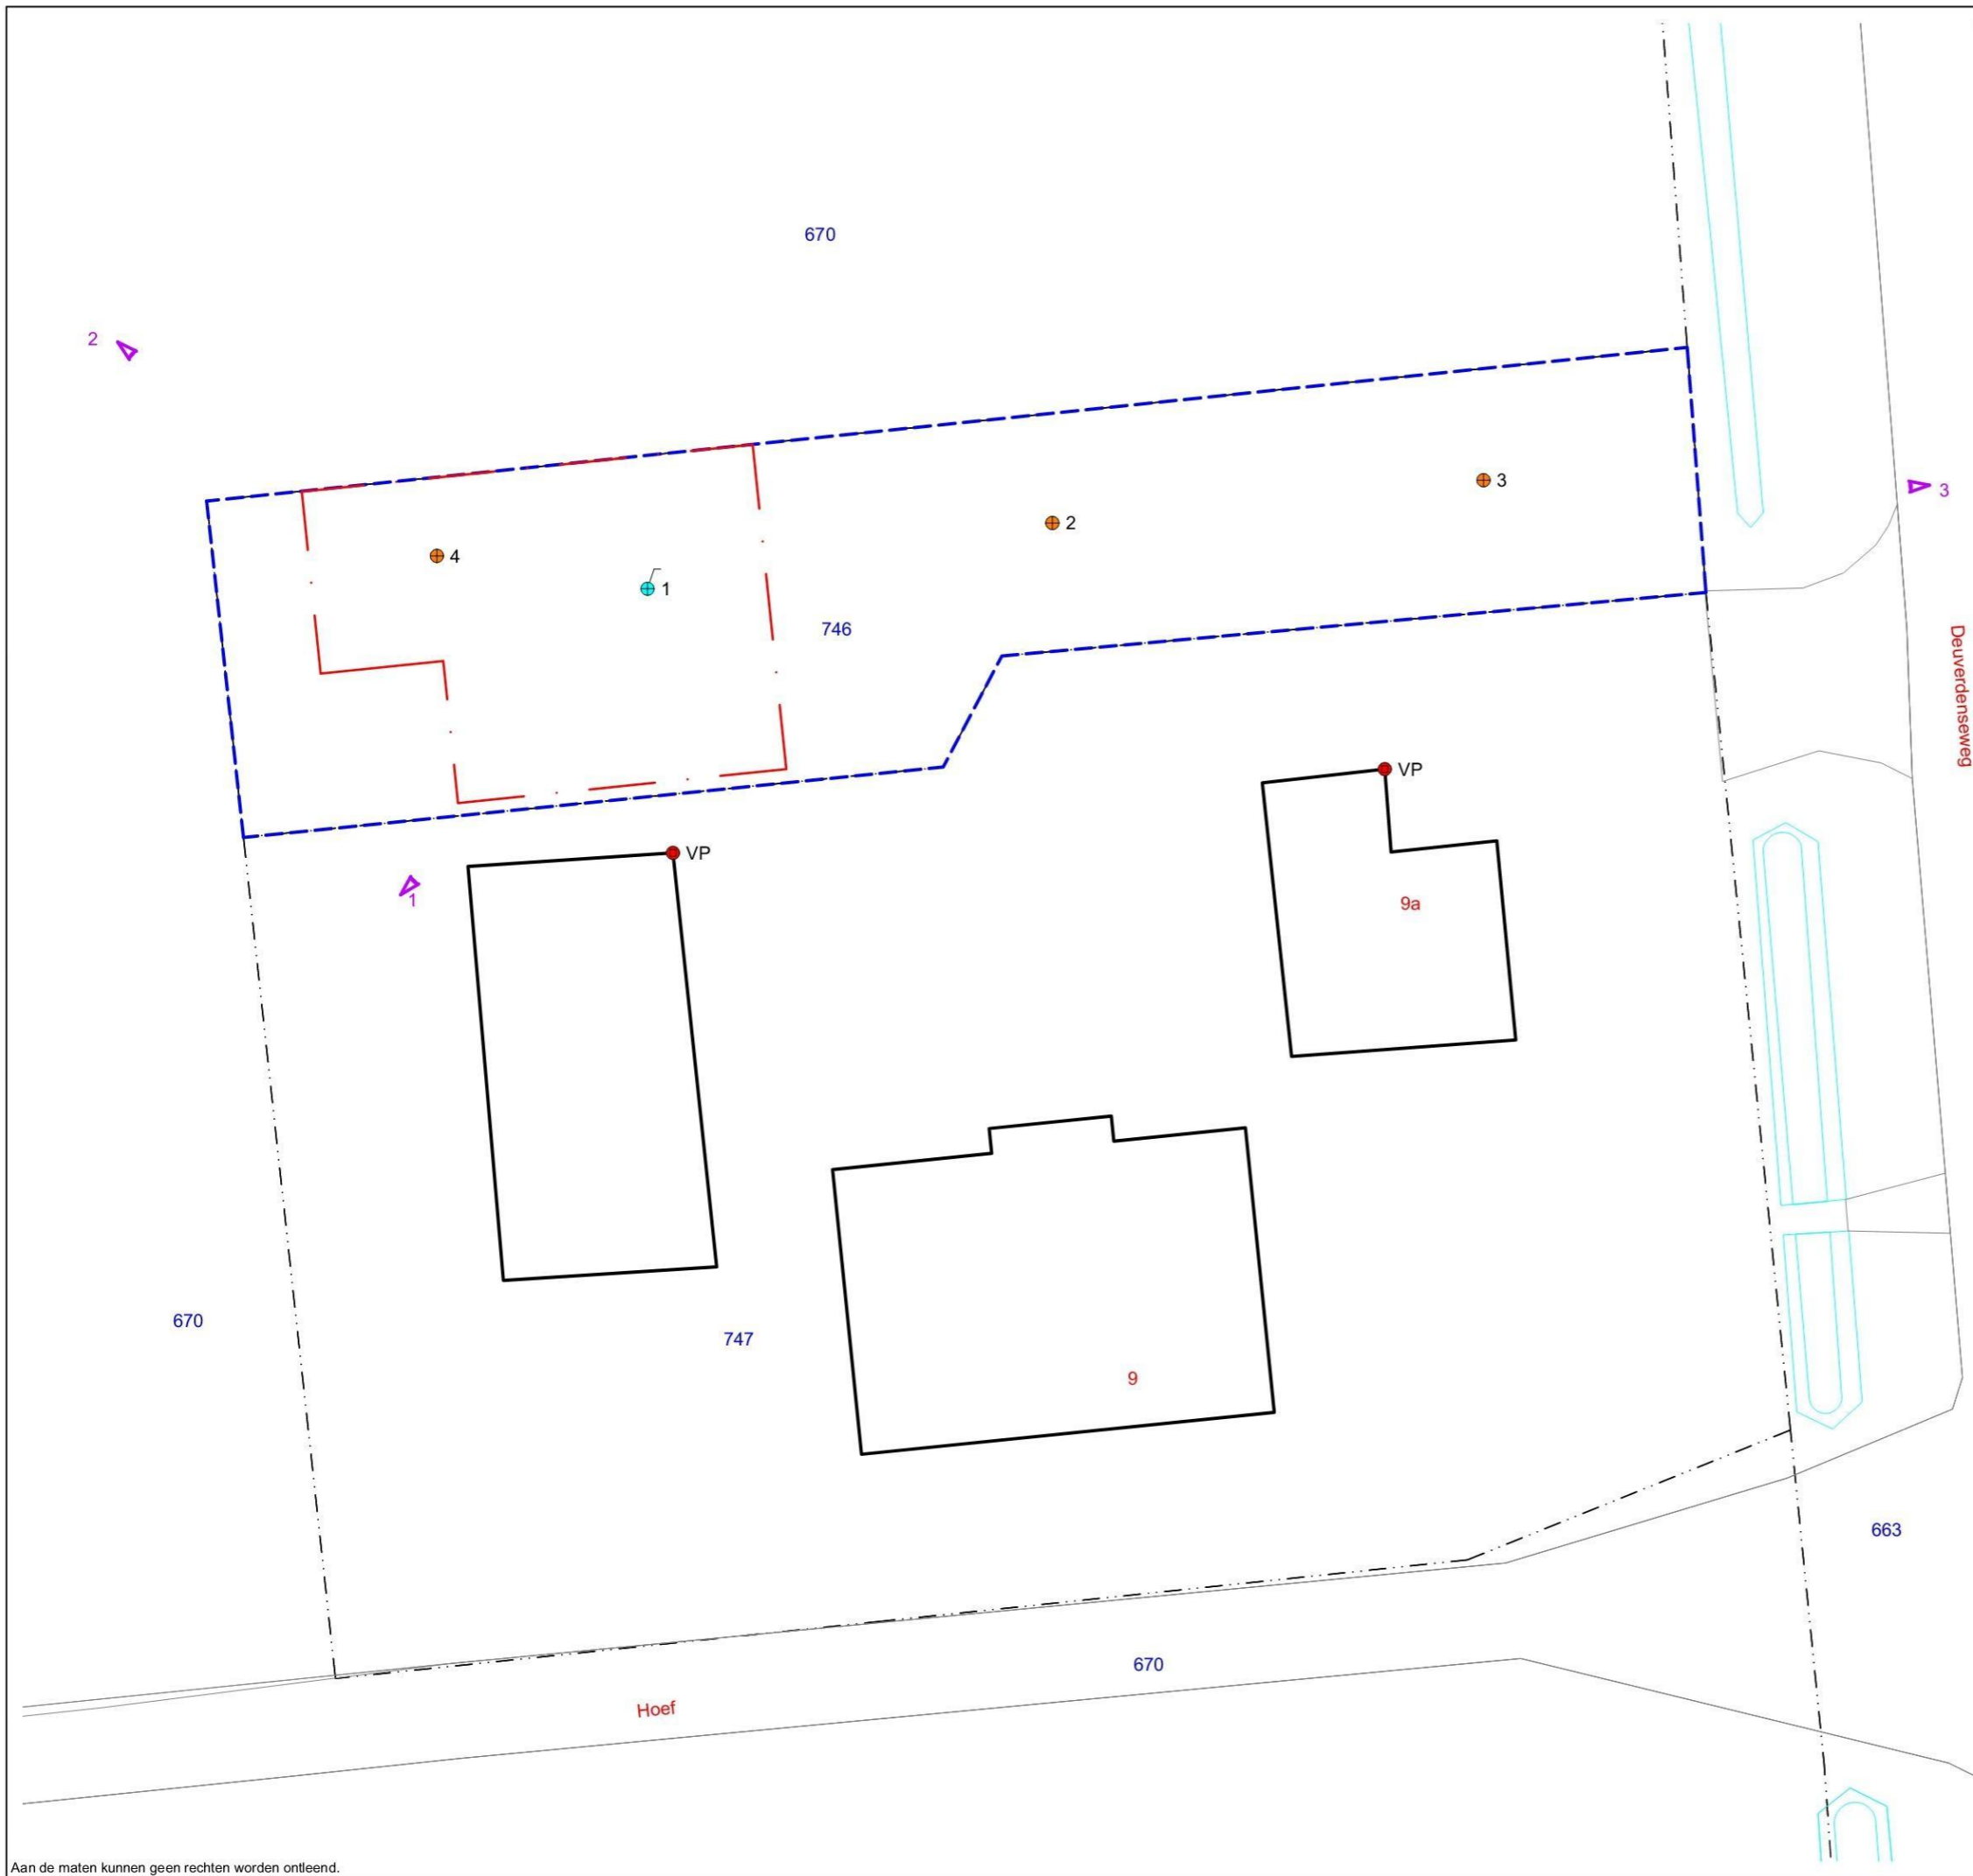 670
2
3
3
2
4
1
746
Deuverdenseweg
VP
VP
1
9a
670
747
9
663
670
Hoef
Aan de maten kunnen geen rechten worden ontleend.